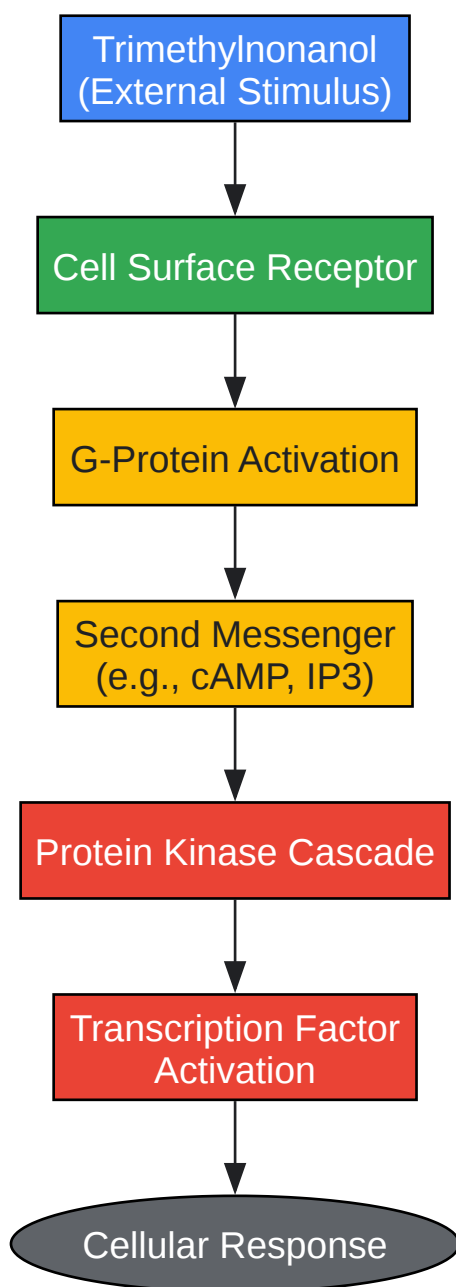 Trimethylnonanol
(External Stimulus)
Cell Surface Receptor
G-Protein Activation
Second Messenger
(e.g., cAMP, IP3)
Protein Kinase Cascade
Transcription Factor
Activation
Cellular Response